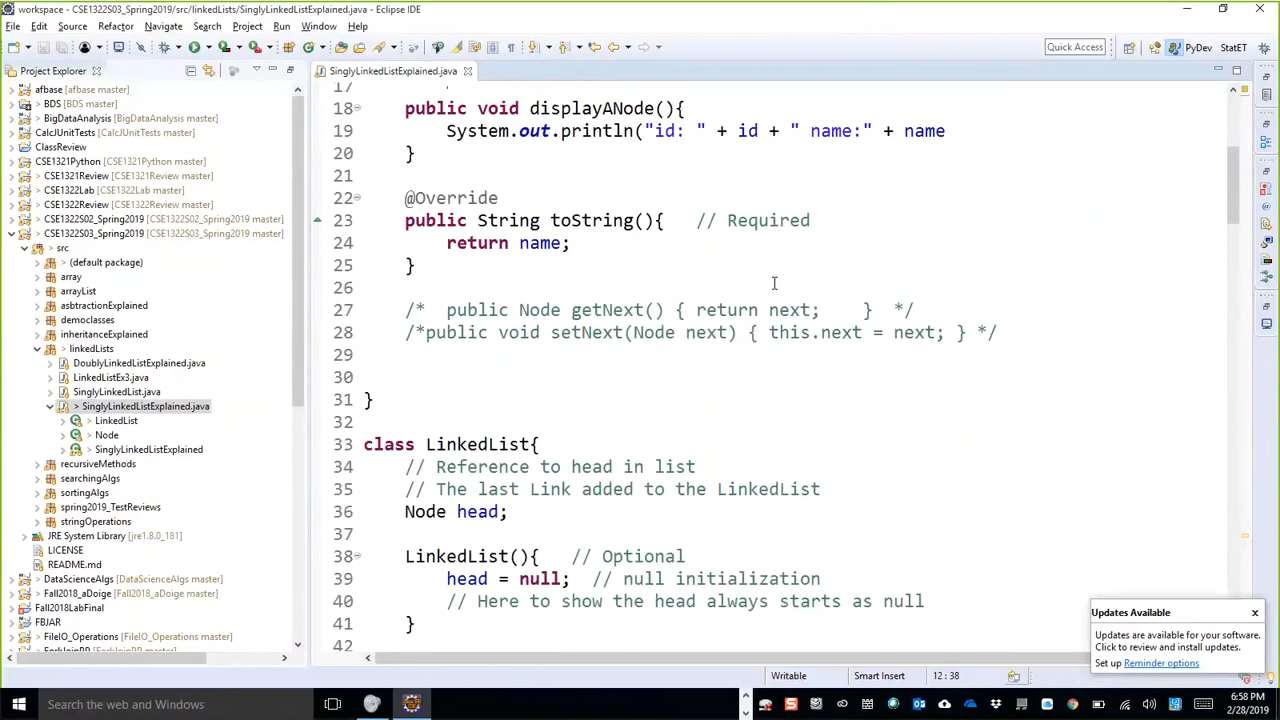 workspace - CSE1322S03_Spring2019/src/linkedLists/SinglyLinkedListExplained.java - Eclipse IDE
File Edit Source Refactor Navigate Search Project Run Window Help
Quick Access
PyDev
StatET
Project Explorer
afbase (afbase master)
> BDS (BDS master)
> BigDataAnalysis (BigDataAnalysis master)
CalcJUnitTests (CalcJUnitTests master)
ClassReview
CSE1321Python (CSE1321Python master)
> CSE1321Review (CSE1321Review master)
> CSE1322Lab (CSE1322Lab master)
> CSE1322Review (CSE1322Review master)
> CSE1322S02_Spring2019 (CSE1322S02_Spring2019 master)
> CSE1322S03_Spring2019 (CSE1322S03_Spring2019 master)
> src
> (default package)
array
arrayList
asbtractionExplained
democlasses
inheritanceExplained
> linkedLists
DoublyLinkedListExplained.java
LinkedListEx3.java
SinglyLinkedList.java
> SinglyLinkedListExplained.java
> LinkedList
> Node
> SinglyLinkedListExplained
recursiveMethods
searchingAlgs
sortingAlgs
spring2019_TestReviews
stringOperations
JRE System Library [jre1.8.0_181]
LICENSE
README.md
> DataScienceAlgs (DataScienceAlgs master)
> Fall2018_aDoige (Fall2018_aDoige master)
Fall2018LabFinal
FBJAR
> FileIO_Operations (FileIO_Operations master)
SinglyLinkedListExplained.java
17
18 public void displayANode(){
19 System.out.println("id: " + id + " name:" + name
20 }
21
22 @Override
23 public String toString(){ // Required
24 return name;
25 }
26
27 /* public Node getNext() { return next; } */
28 /*public void setNext(Node next) { this.next = next; } */
29
30
31 }
32
33 class LinkedList{
34 // Reference to head in list
35 // The last Link added to the LinkedList
36 Node head;
37
38 LinkedList(){ // Optional
39 head = null; // null initialization
40 // Here to show the head always starts as null
41 }
42
Updates Available
Updates are available for your software.
Click to review and install updates.
Set up Reminder options
Writable
Smart Insert
12 : 38
Search the web and Windows
6:58 PM
2/28/2019